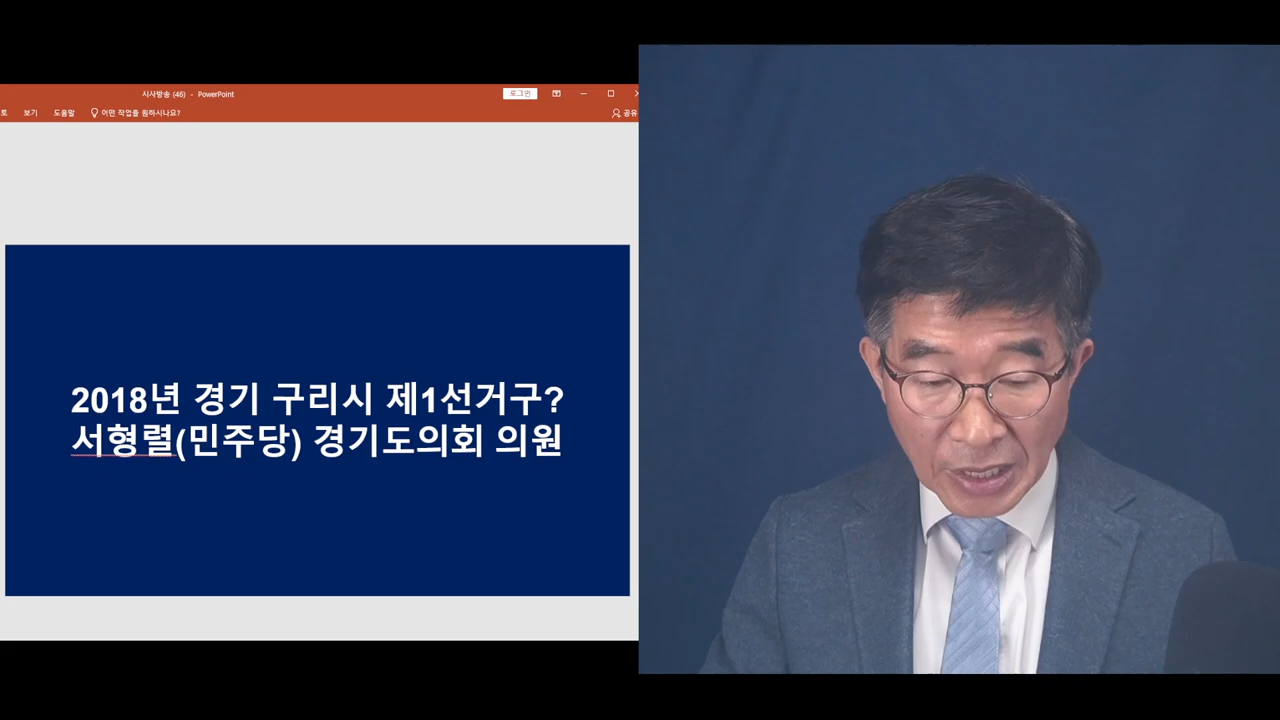 시사방송 (46) - PowerPoint
로그인
토 보기 도움말 어떤 작업을 원하시나요? 공유
2018년 경기 구리시 제1선거구?
서형렬(민주당) 경기도의회 의원